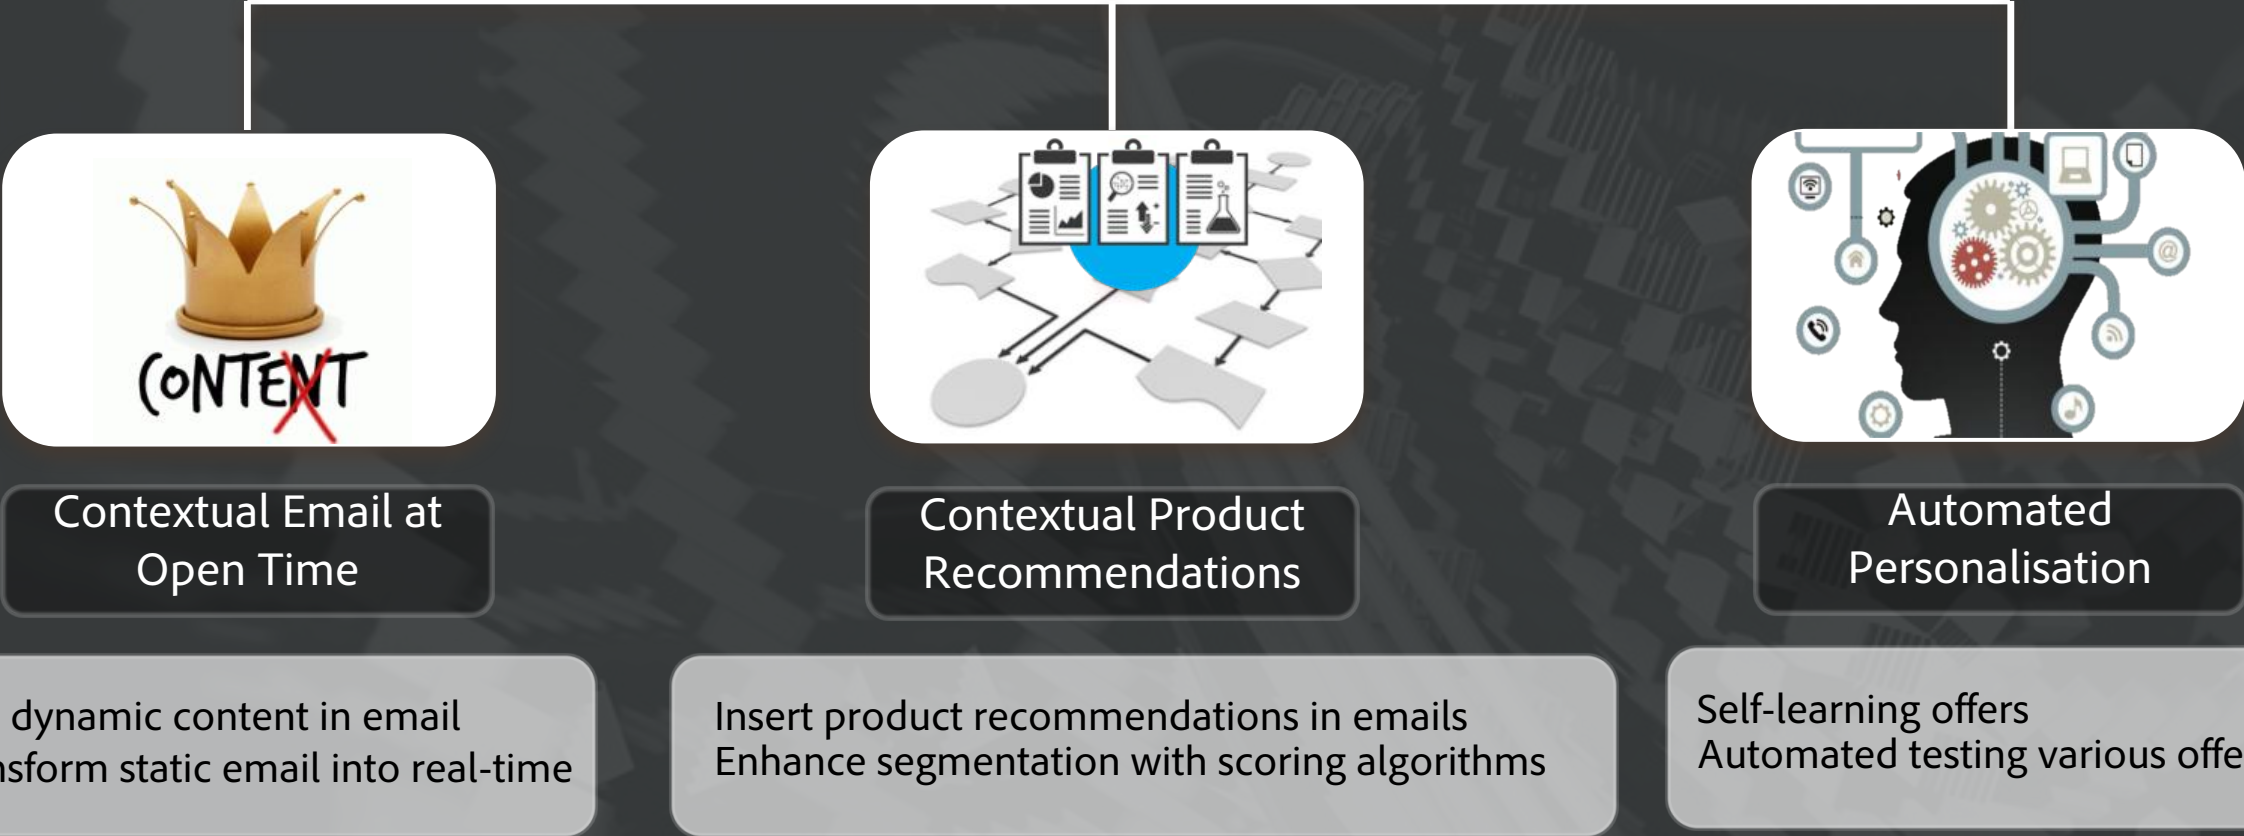 CONTENT
X
Contextual Email at
Open Time
Contextual Product
Recommendations
Automated
Personalisation
dynamic content in email
nsform static email into real-time
Insert product recommendations in emails
Enhance segmentation with scoring algorithms
Self-learning offers
Automated testing various offe